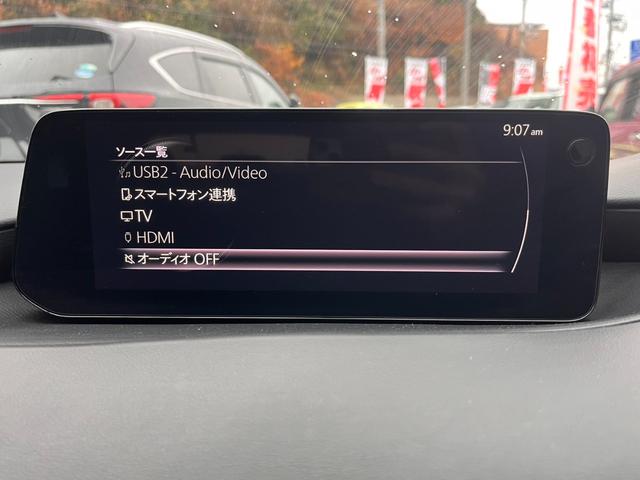 9:07 am
ソース一覧
USB2 - Audio/Video
スマートフォン連携
TV
HDMI
オーディオ OFF